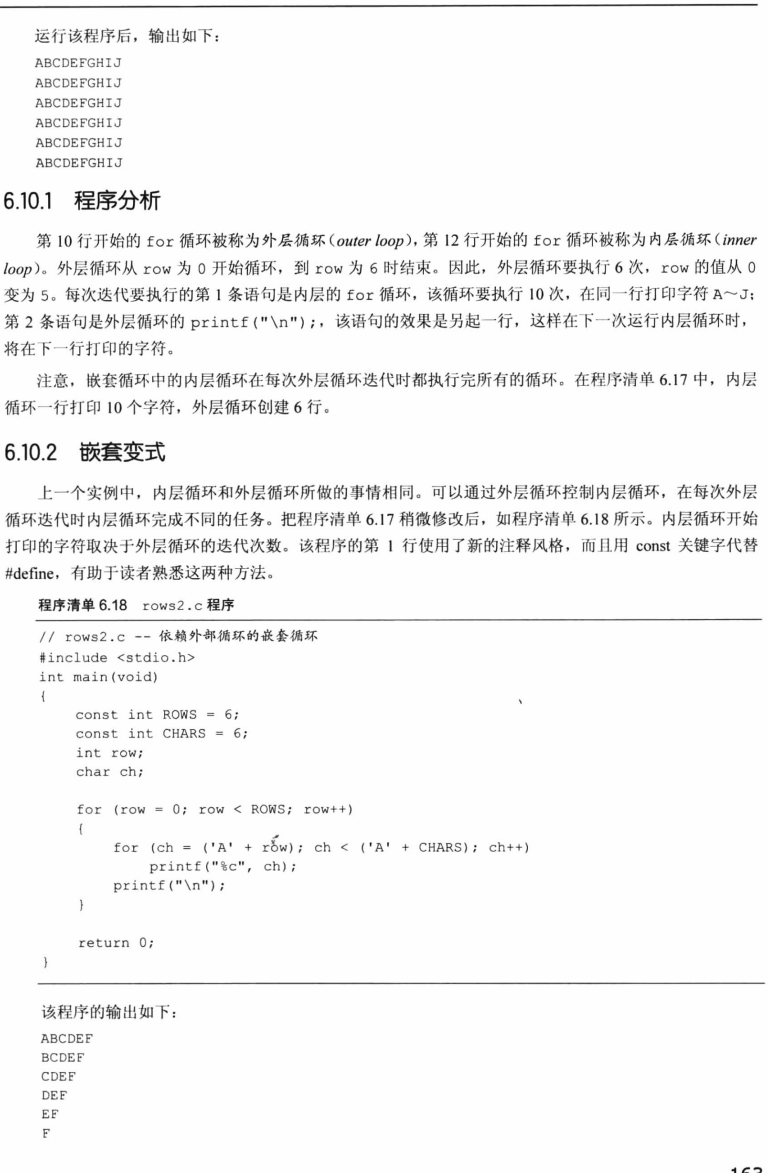 运行该程序后，输出如下：
ABCDEFGHIJ
ABCDEFGHIJ
ABCDEFGHIJ
ABCDEFGHIJ
ABCDEFGHIJ
ABCDEFGHIJ
6.10.1 程序分析
第 10 行开始的 for 循环被称为外层循环（outer loop），第 12 行开始的 for 循环被称为内层循环（inner
loop）。外层循环从 row 为 0 开始循环，到 row 为 6 时结束。因此，外层循环要执行 6 次，row 的值从 0
变为 5。每次迭代要执行的第 1 条语句是内层的 for 循环，该循环要执行 10 次，在同一行打印字符 A～J；
第 2 条语句是外层循环的 printf("\n");，该语句的效果是另起一行，这样在下一次运行内层循环时，
将在下一行打印的字符。
注意，嵌套循环中的内层循环在每次外层循环迭代时都执行完所有的循环。在程序清单 6.17 中，内层
循环一行打印 10 个字符，外层循环创建 6 行。
6.10.2 嵌套变式
上一个实例中，内层循环和外层循环所做的事情相同。可以通过外层循环控制内层循环，在每次外层
循环迭代时内层循环完成不同的任务。把程序清单 6.17 稍微修改后，如程序清单 6.18 所示。内层循环开始
打印的字符取决于外层循环的迭代次数。该程序的第 1 行使用了新的注释风格，而且用 const 关键字代替
#define，有助于读者熟悉这两种方法。
程序清单 6.18 rows2.c 程序
// rows2.c -- 依赖外部循环的嵌套循环
#include <stdio.h>
int main(void)
{
const int ROWS = 6;
const int CHARS = 6;
int row;
char ch;
for (row = 0; row < ROWS; row++)
{
for (ch = ('A' + row); ch < ('A' + CHARS); ch++)
printf("%c", ch);
printf("\n");
}
return 0;
}
该程序的输出如下：
ABCDEF
BCDEF
CDEF
DEF
EF
F
163